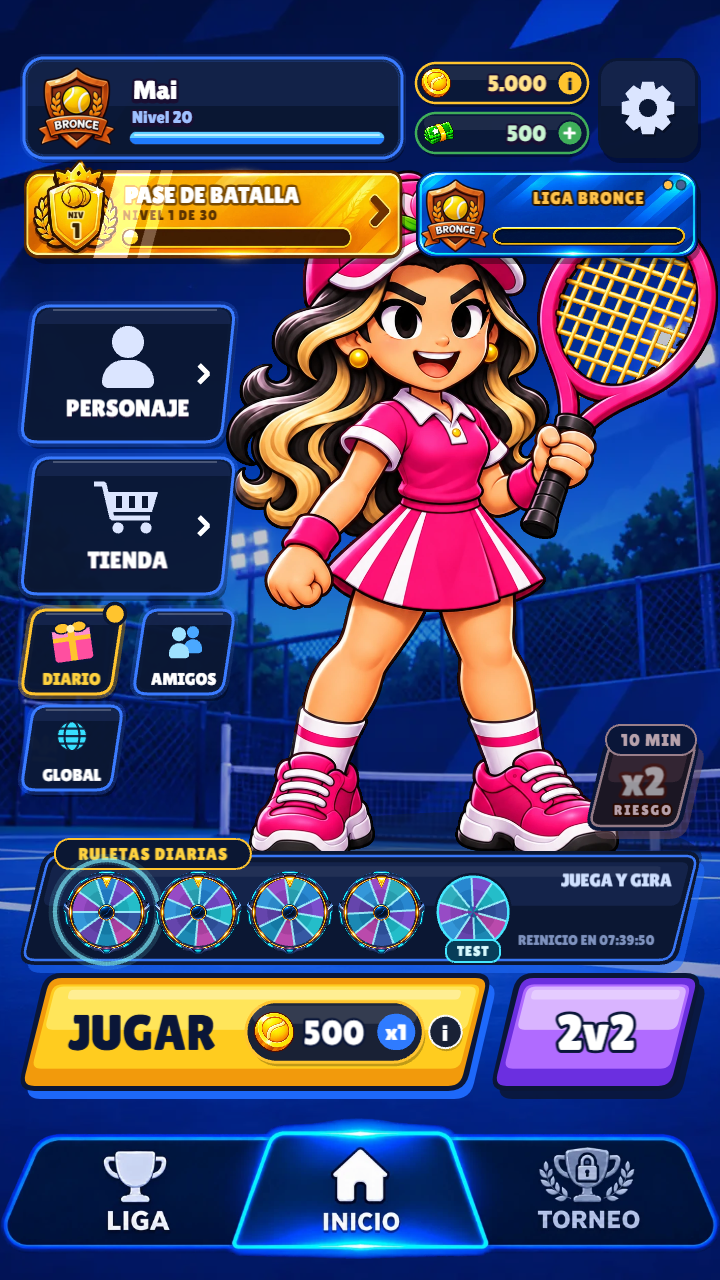 Mai
Nivel 20
BRONCE
5.000
i
500
+
PASE DE BATALLA
NIVEL 1 DE 30
NIV
1
LIGA BRONCE
BRONCE
PERSONAJE
TIENDA
DIARIO
AMIGOS
GLOBAL
10 MIN
x2
RIESGO
RULETAS DIARIAS
JUEGA Y GIRA
REINICIO EN 07:39:50
TEST
JUGAR
500
x1
i
2v2
LIGA
INICIO
TORNEO